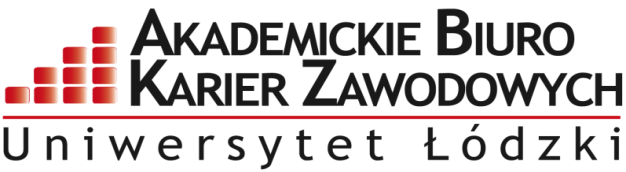 Akademickie Biuro
Karier Zawodowych
Uniwersytet Łódzki